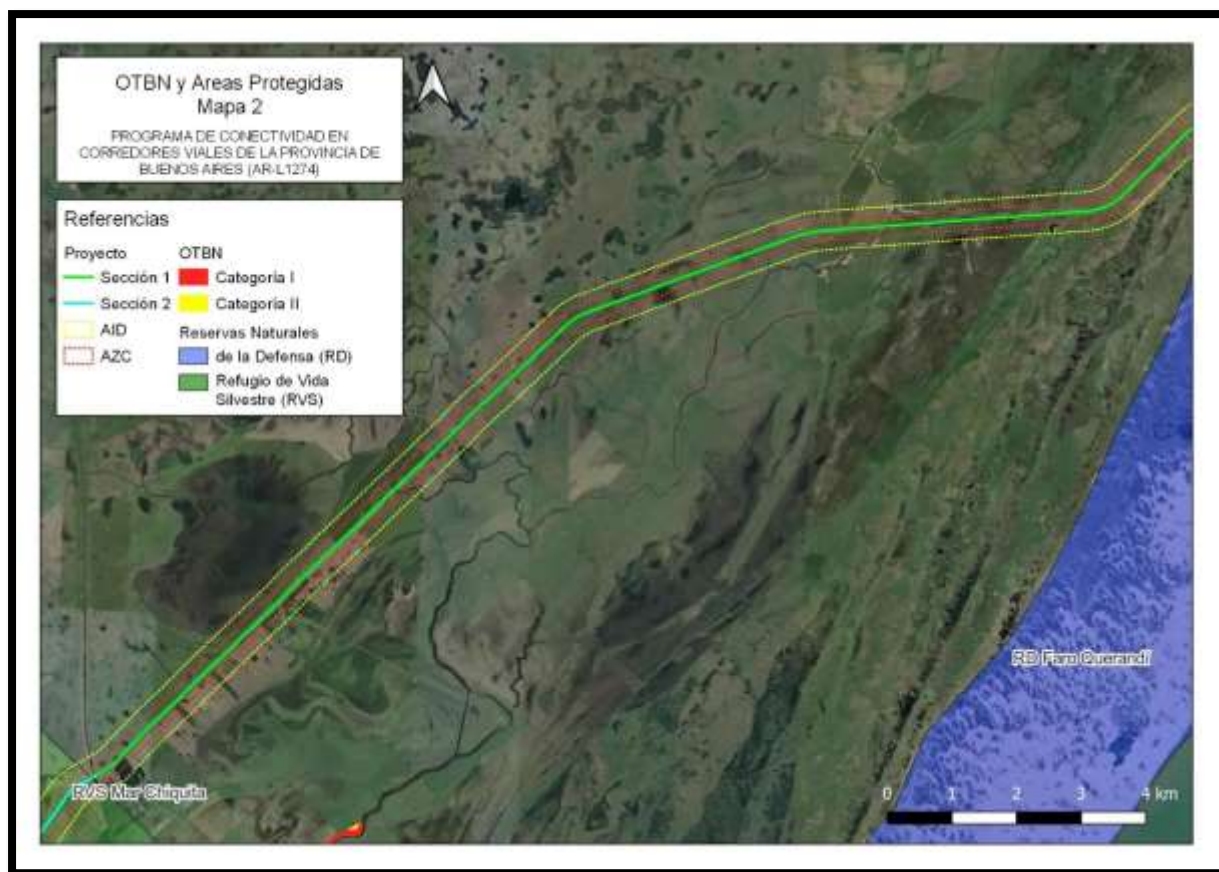 OTBN y Areas Protegidas
Mapa 2
PROGRAMA DE CONECTIVIDAD EN
CORREDORES VIALES DE LA PROVINCIA DE
BUENOS AIRES (AR-L1274)
Referencias
Proyecto
Sección 1
Sección 2
AID
AZC
OTBN
Categoría I
Categoría II
Reservas Naturales
de la Defensa (RD)
Refugio de Vida
Silvestre (RVS)
RD Faro Querandí
RVS Mar Chiquita
0 1 2 3 4 km